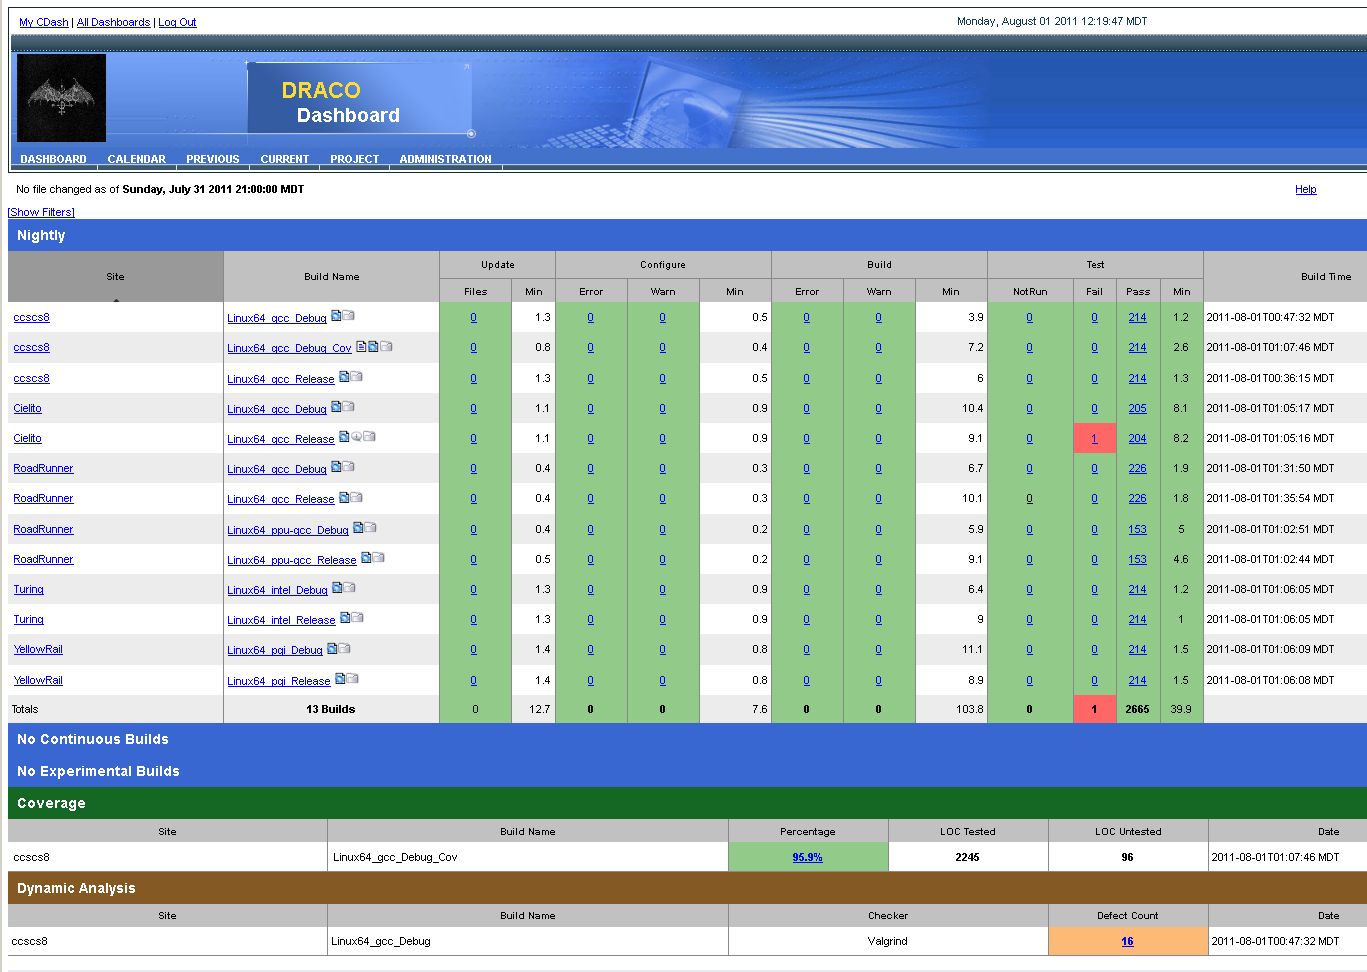 My CDash | All Dashboards | Log Out Monday, August 01 2011 12:19:47 MDT
DRACO
Dashboard
DASHBOARD CALENDAR PREVIOUS CURRENT PROJECT ADMINISTRATION
No file changed as of Sunday, July 31 2011 21:00:00 MDT Help
[Show Filters]
Nightly
Site Build Name Update Configure Build Test Build Time
Files Min Error Warn Min Error Warn Min NotRun Fail Pass Min
ccscs8 Linux64_gcc_Debug 0 1.3 0 0 0.5 0 0 3.9 0 0 214 1.2 2011-08-01T00:47:32 MDT
ccscs8 Linux64_gcc_Debug_Cov 0 0.8 0 0 0.4 0 0 7.2 0 0 214 2.6 2011-08-01T01:07:46 MDT
ccscs8 Linux64_gcc_Release 0 1.3 0 0 0.5 0 0 6 0 0 214 1.3 2011-08-01T00:36:15 MDT
Cielito Linux64_gcc_Debug 0 1.1 0 0 0.9 0 0 10.4 0 0 205 8.1 2011-08-01T01:05:17 MDT
Cielito Linux64_gcc_Release 0 1.1 0 0 0.9 0 0 9.1 0 1 204 8.2 2011-08-01T01:05:16 MDT
RoadRunner Linux64_gcc_Debug 0 0.4 0 0 0.3 0 0 6.7 0 0 226 1.9 2011-08-01T01:31:50 MDT
RoadRunner Linux64_gcc_Release 0 0.4 0 0 0.3 0 0 10.1 0 0 226 1.8 2011-08-01T01:35:54 MDT
RoadRunner Linux64_ppu-gcc_Debug 0 0.4 0 0 0.2 0 0 5.9 0 0 153 5 2011-08-01T01:02:51 MDT
RoadRunner Linux64_ppu-gcc_Release 0 0.5 0 0 0.2 0 0 9.1 0 0 153 4.6 2011-08-01T01:02:44 MDT
Turing Linux64_intel_Debug 0 1.3 0 0 0.9 0 0 6.4 0 0 214 1.2 2011-08-01T01:06:05 MDT
Turing Linux64_intel_Release 0 1.3 0 0 0.9 0 0 9 0 0 214 1 2011-08-01T01:06:05 MDT
YellowRail Linux64_pgi_Debug 0 1.4 0 0 0.8 0 0 11.1 0 0 214 1.5 2011-08-01T01:06:09 MDT
YellowRail Linux64_pgi_Release 0 1.4 0 0 0.8 0 0 8.9 0 0 214 1.5 2011-08-01T01:06:08 MDT
Totals 13 Builds 0 12.7 0 0 7.6 0 0 103.8 0 1 2665 39.9
No Continuous Builds
No Experimental Builds
Coverage
Site Build Name Percentage LOC Tested LOC Untested Date
ccscs8 Linux64_gcc_Debug_Cov 95.9% 2245 96 2011-08-01T01:07:46 MDT
Dynamic Analysis
Site Build Name Checker Defect Count Date
ccscs8 Linux64_gcc_Debug Valgrind 16 2011-08-01T00:47:32 MDT